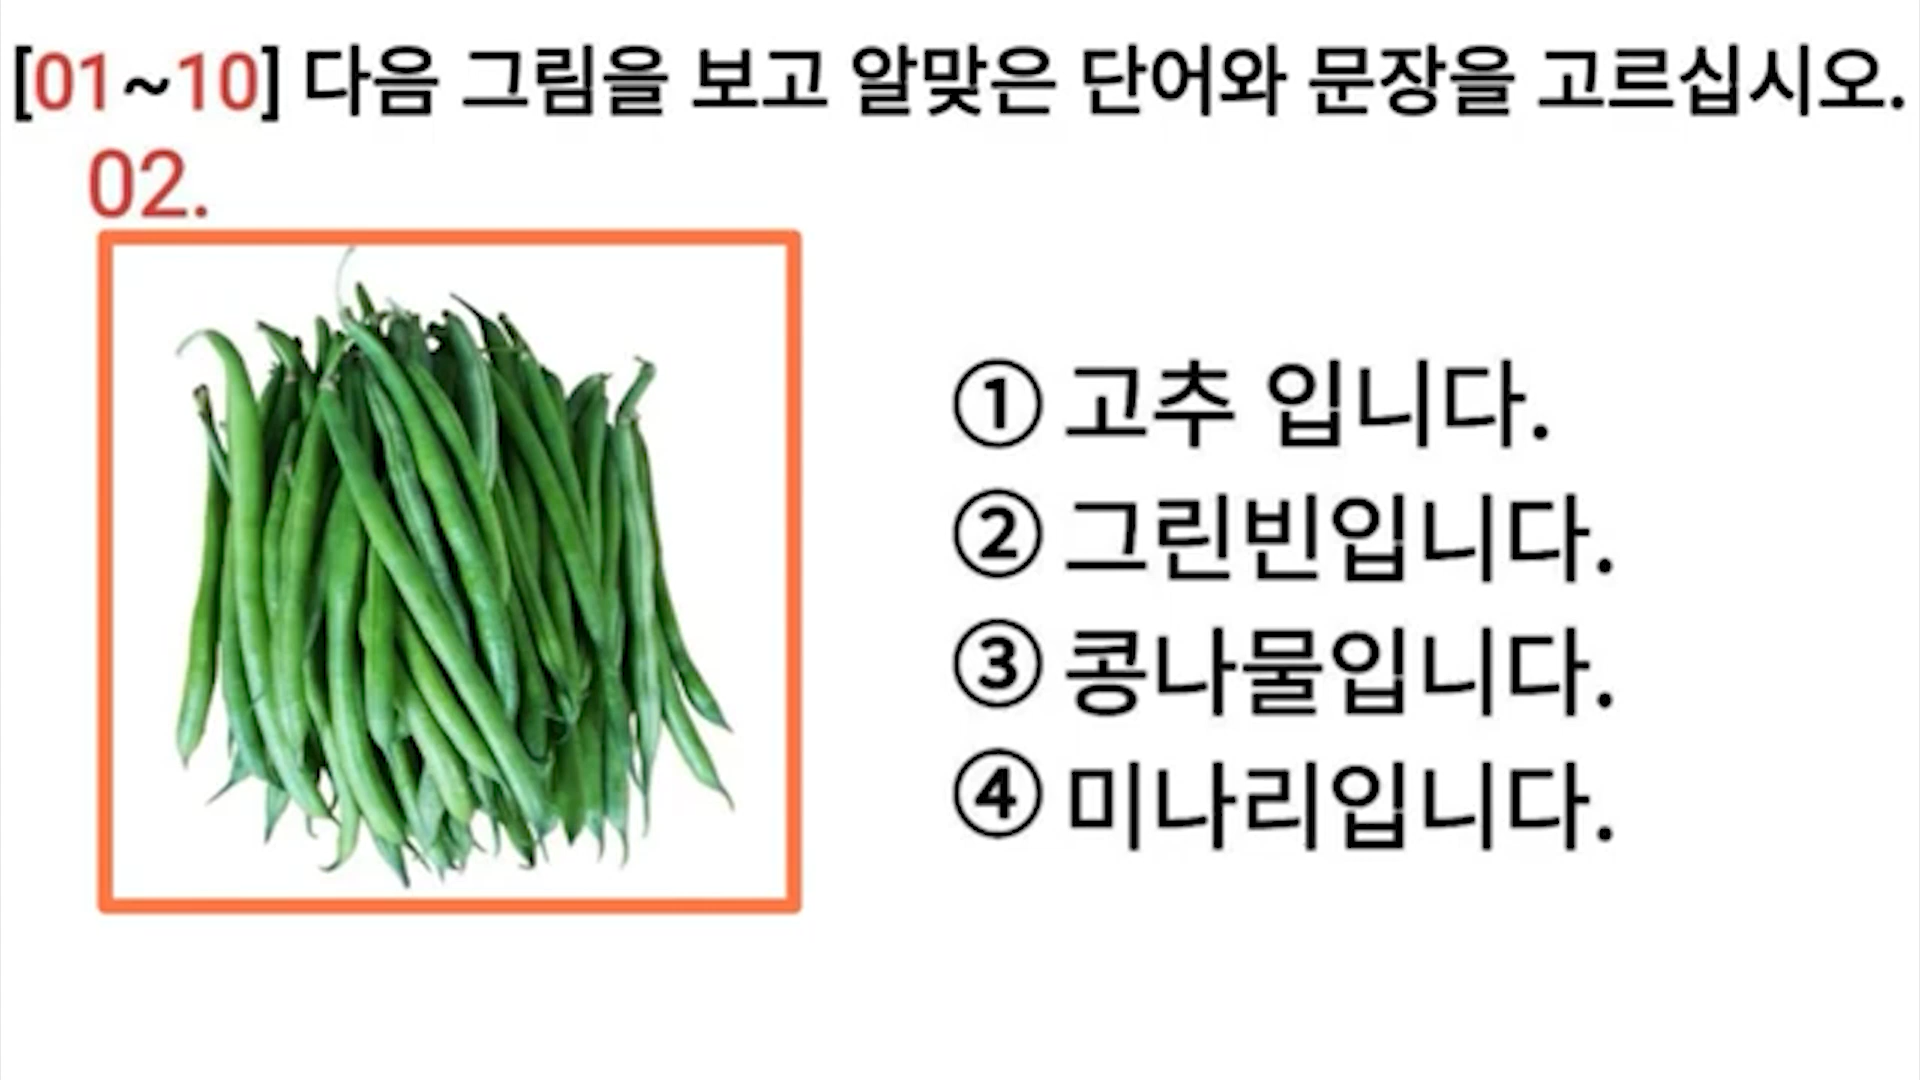 [01~10] 다음 그림을 보고 알맞은 단어와 문장을 고르십시오.
02.
① 고추 입니다.
② 그린빈입니다.
③ 콩나물입니다.
④ 미나리입니다.